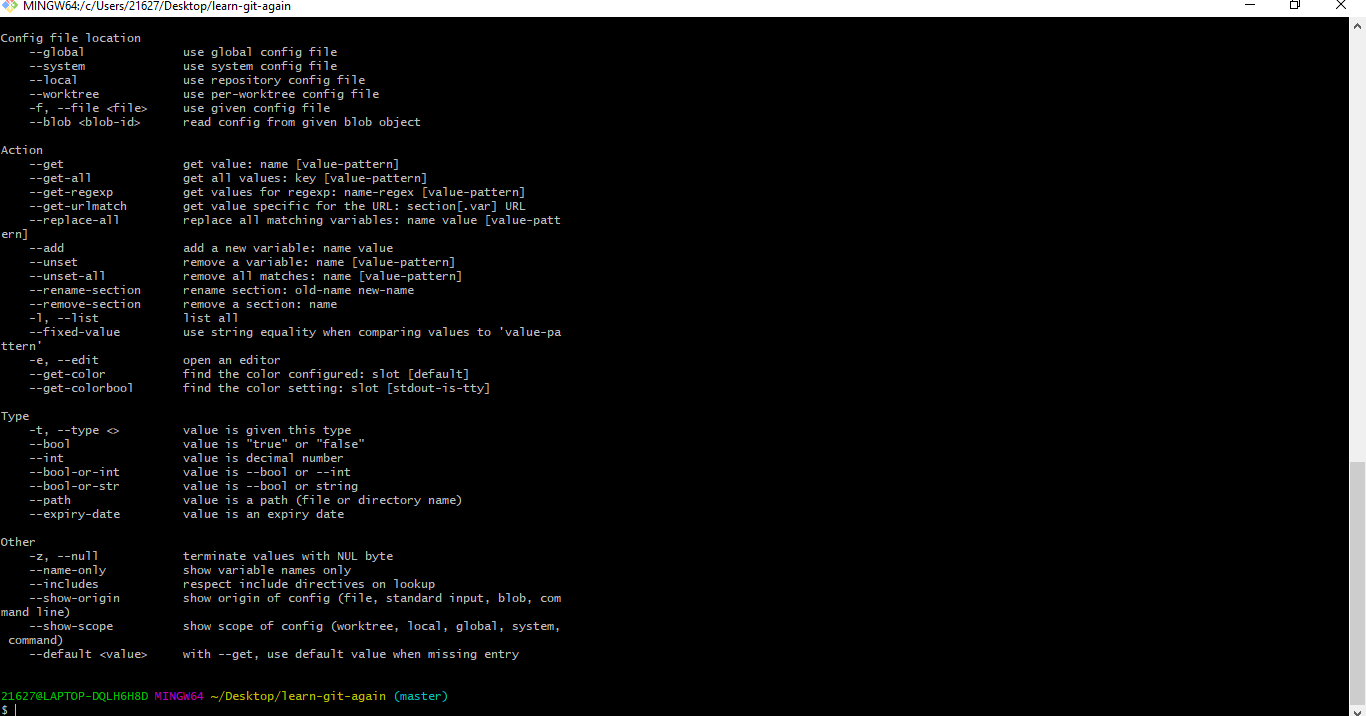 MINGW64:/c/Users/21627/Desktop/learn-git-again
Config file location
    --global              use global config file
    --system              use system config file
    --local               use repository config file
    --worktree            use per-worktree config file
    -f, --file <file>     use given config file
    --blob <blob-id>      read config from given blob object
Action
    --get                 get value: name [value-pattern]
    --get-all             get all values: key [value-pattern]
    --get-regexp          get values for regexp: name-regex [value-pattern]
    --get-urlmatch        get value specific for the URL: section[.var] URL
    --replace-all         replace all matching variables: name value [value-patt
ern]
    --add                 add a new variable: name value
    --unset               remove a variable: name [value-pattern]
    --unset-all           remove all matches: name [value-pattern]
    --rename-section      rename section: old-name new-name
    --remove-section      remove a section: name
    -l, --list            list all
    --fixed-value         use string equality when comparing values to 'value-pa
ttern'
    -e, --edit            open an editor
    --get-color           find the color configured: slot [default]
    --get-colorbool       find the color setting: slot [stdout-is-tty]
Type
    -t, --type <>         value is given this type
    --bool                value is "true" or "false"
    --int                 value is decimal number
    --bool-or-int         value is --bool or --int
    --bool-or-str         value is --bool or string
    --path                value is a path (file or directory name)
    --expiry-date         value is an expiry date
Other
    -z, --null            terminate values with NUL byte
    --name-only           show variable names only
    --includes            respect include directives on lookup
    --show-origin         show origin of config (file, standard input, blob, com
mand line)
    --show-scope          show scope of config (worktree, local, global, system,
 command)
    --default <value>     with --get, use default value when missing entry
21627@LAPTOP-DQLH6H8D MINGW64 ~/Desktop/learn-git-again (master)
$